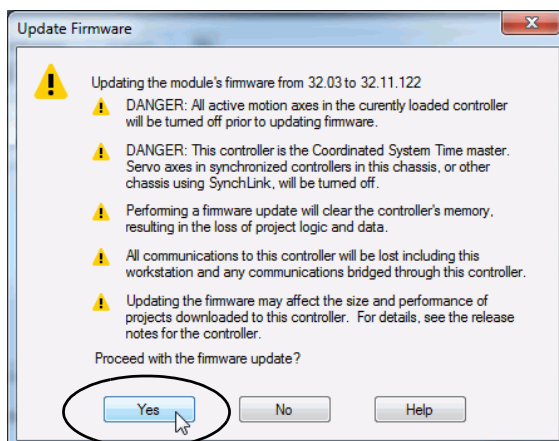 Update Firmware
Updating the module's firmware from 32.03 to 32.11.122
DANGER: All active motion axes in the curently loaded controller
will be turned off prior to updating firmware.
DANGER: This controller is the Coordinated System Time master.
Servo axes in synchronized controllers in this chassis, or other
chassis using SynchLink, will be turned off.
Performing a firmware update will clear the controller's memory,
resulting in the loss of project logic and data.
All communications to this controller will be lost including this
workstation and any communications bridged through this controller.
Updating the firmware may affect the size and performance of
projects downloaded to this controller. For details, see the release
notes for the controller.
Proceed with the firmware update?
Yes No Help